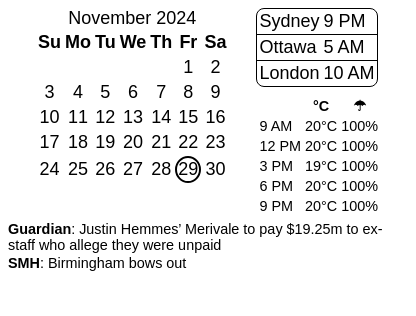 November 2024
Su Mo Tu We Th Fr Sa
1 2
3 4 5 6 7 8 9
10 11 12 13 14 15 16
17 18 19 20 21 22 23
24 25 26 27 28 29 30
Sydney 9 PM
Ottawa 5 AM
London 10 AM
°C ☂
9 AM 20°C 100%
12 PM 20°C 100%
3 PM 19°C 100%
6 PM 20°C 100%
9 PM 20°C 100%
Guardian: Justin Hemmes’ Merivale to pay $19.25m to ex-
staff who allege they were unpaid
SMH: Birmingham bows out